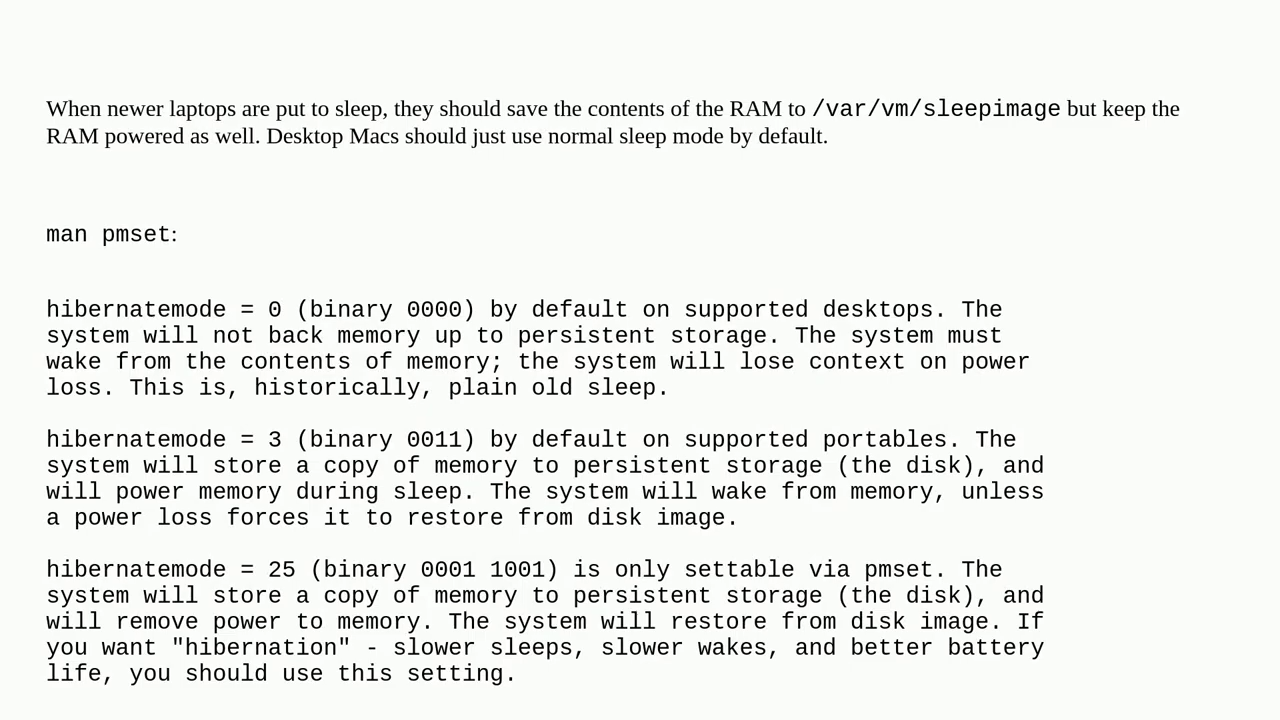 When newer laptops are put to sleep, they should save the contents of the RAM to /var/vm/sleepimage but keep the
RAM powered as well. Desktop Macs should just use normal sleep mode by default.
man pmset:
hibernatemode = 0 (binary 0000) by default on supported desktops. The
system will not back memory up to persistent storage. The system must
wake from the contents of memory; the system will lose context on power
loss. This is, historically, plain old sleep.
hibernatemode = 3 (binary 0011) by default on supported portables. The
system will store a copy of memory to persistent storage (the disk), and
will power memory during sleep. The system will wake from memory, unless
a power loss forces it to restore from disk image.
hibernatemode = 25 (binary 0001 1001) is only settable via pmset. The
system will store a copy of memory to persistent storage (the disk), and
will remove power to memory. The system will restore from disk image. If
you want "hibernation" - slower sleeps, slower wakes, and better battery
life, you should use this setting.